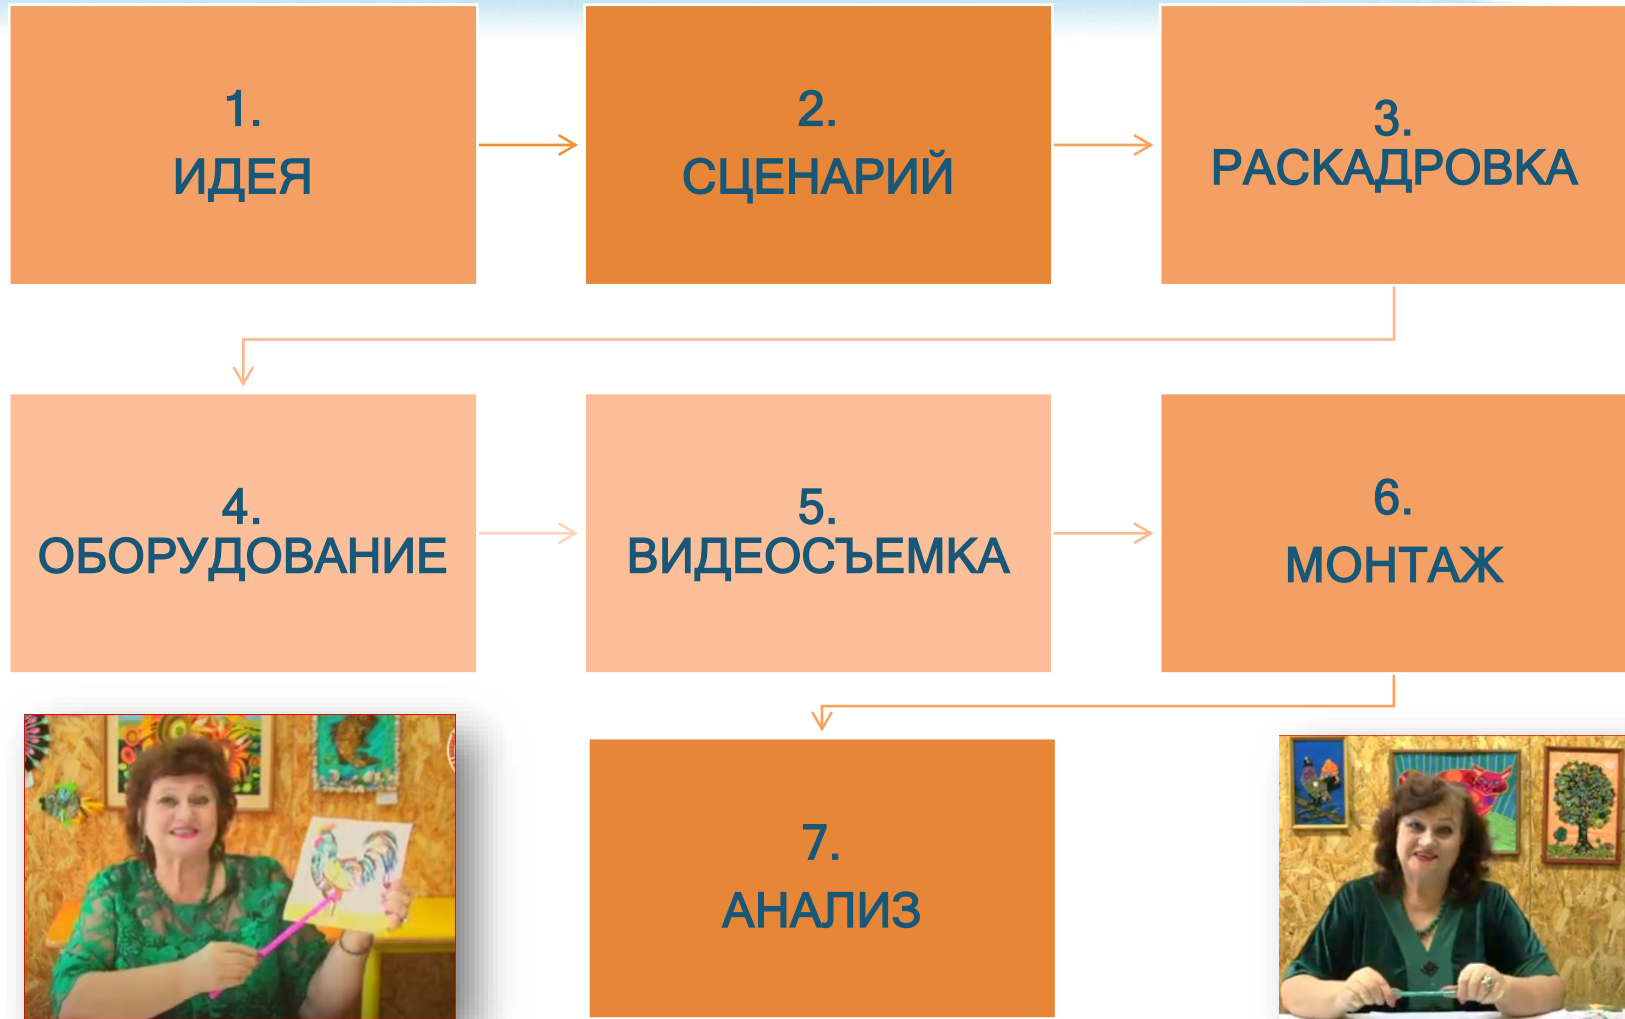 1.
ИДЕЯ
2.
СЦЕНАРИЙ
3.
РАСКАДРОВКА
4.
ОБОРУДОВАНИЕ
5.
ВИДЕОСЪЕМКА
6.
МОНТАЖ
7.
АНАЛИЗ